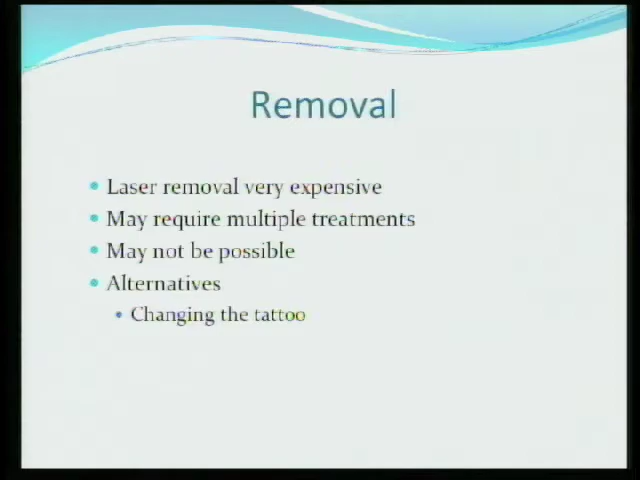 Removal
Laser removal very expensive
May require multiple treatments
May not be possible
Alternatives
Changing the tattoo